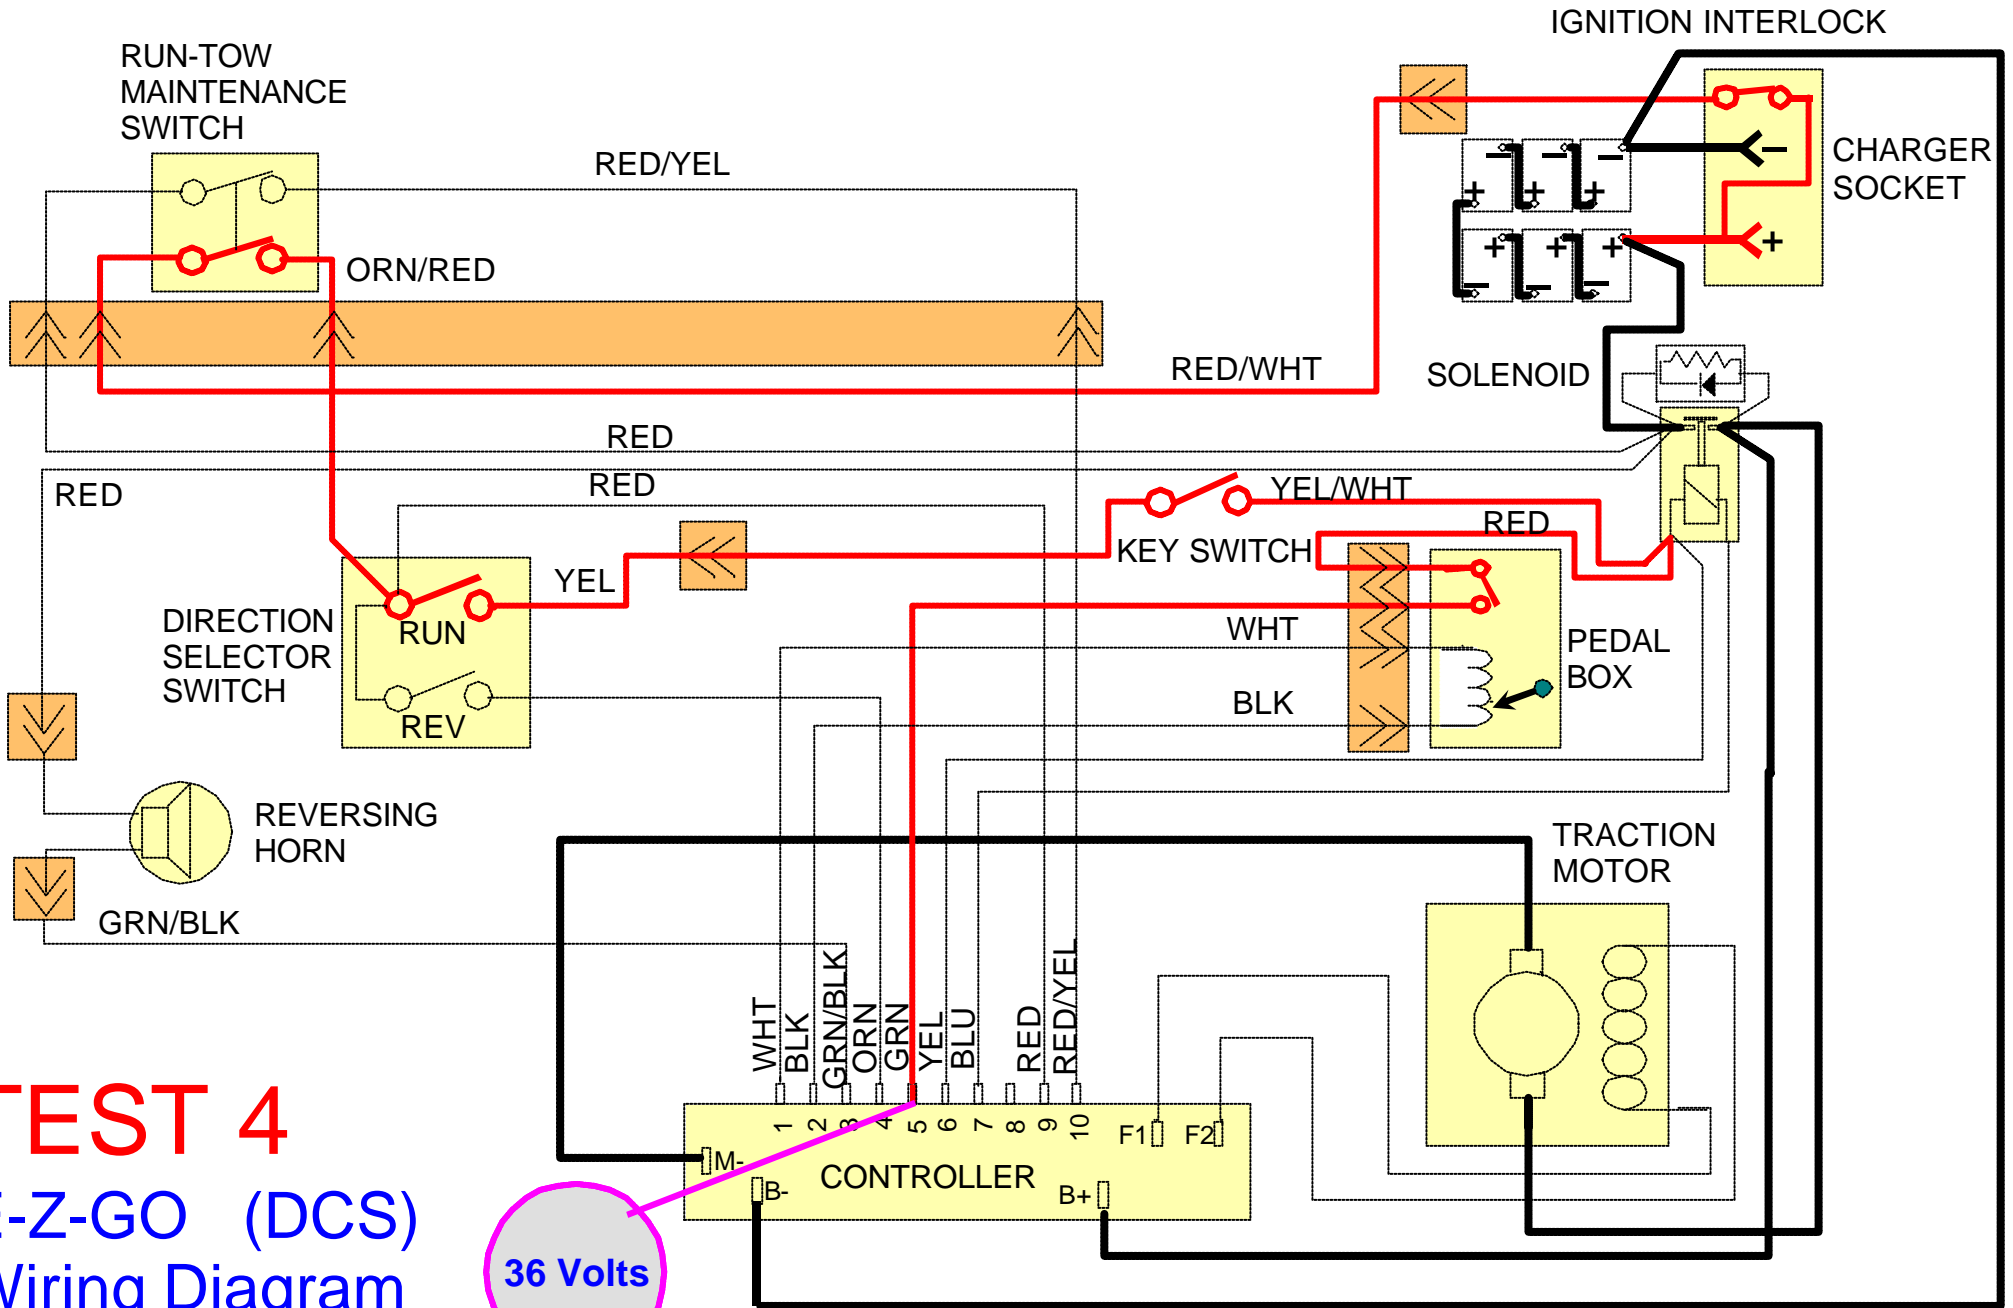 IGNITION INTERLOCK
RUN-TOW
MAINTENANCE
SWITCH
RED/YEL
CHARGER
SOCKET
ORN/RED
RED/WHT
SOLENOID
RED
RED
RED
YEL/WHT
RED
KEY SWITCH
YEL
DIRECTION
SELECTOR
SWITCH
RUN
REV
WHT
BLK
PEDAL
BOX
REVERSING
HORN
GRN/BLK
TRACTION
MOTOR
WHT
BLK
GRN/BLK
ORN
GRN
YEL
BLU
RED
RED/YEL
1 2 3 4 5 6 7 8 9 10
F1 F2
M-
B-
CONTROLLER
B+
TEST 4
E-Z-GO (DCS)
Wiring Diagram
36 Volts